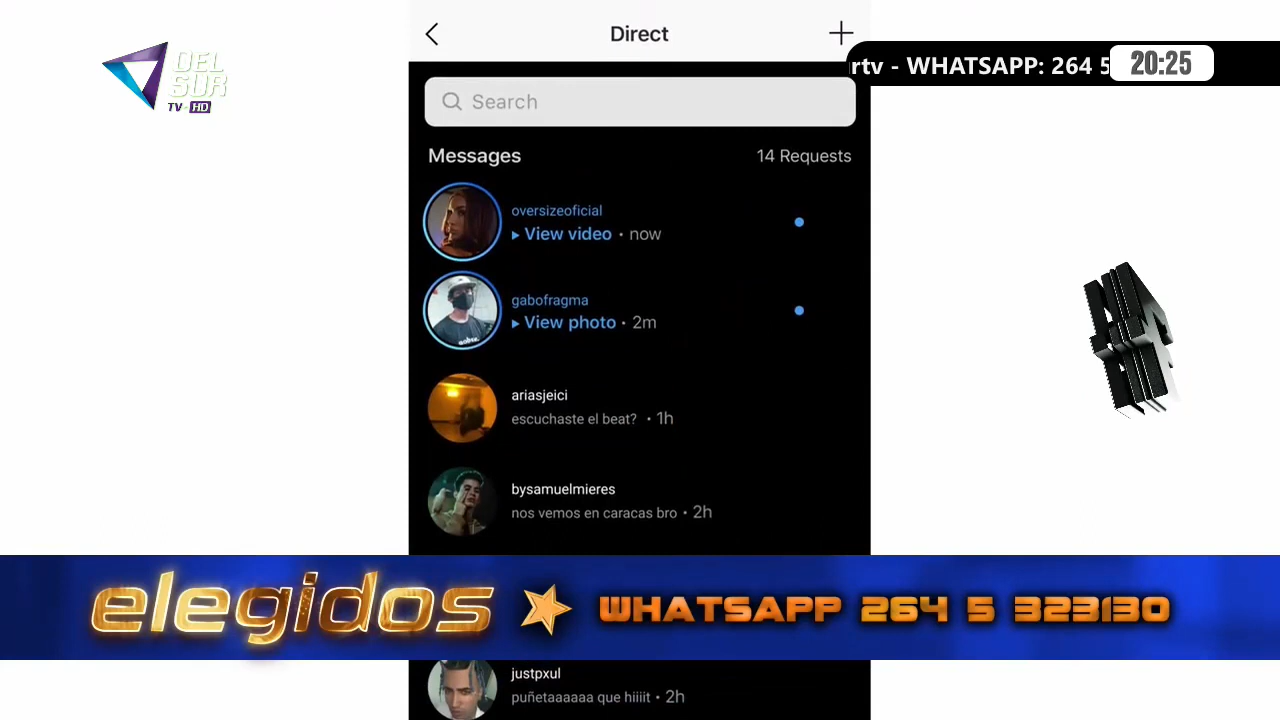 Direct
DEL
SUR
TV-HD
rtv - WHATSAPP: 264 5
20:25
Search
Messages
14 Requests
oversizeoficial
View video • now
gabofragma
View photo • 2m
ariasjeici
escuchaste el beat? • 1h
bysamuelmieres
nos vemos en caracas bro • 2h
elegidos
WHATSAPP 264 5 323130
justpxul
puñetaaaaaa que hiiiit • 2h